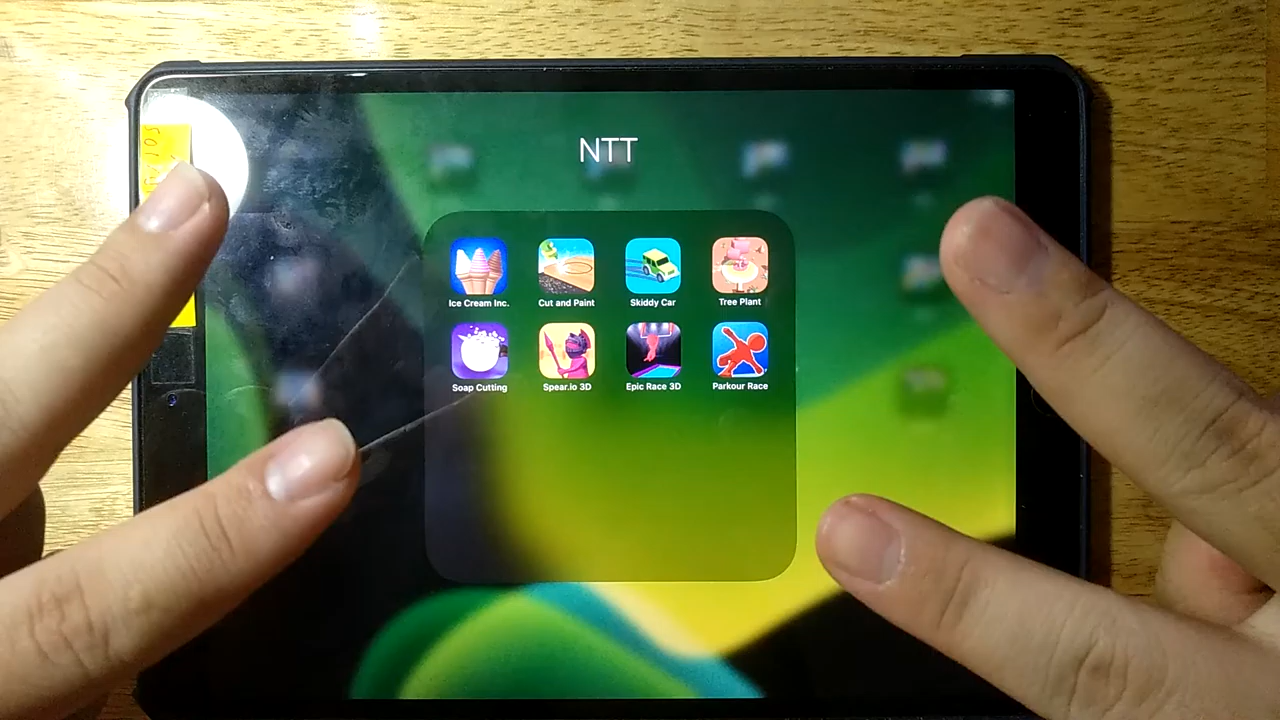 NTT
Ice Cream Inc.
Cut and Paint
Skiddy Car
Tree Plant
Soap Cutting
Spear.io 3D
Epic Race 3D
Parkour Race